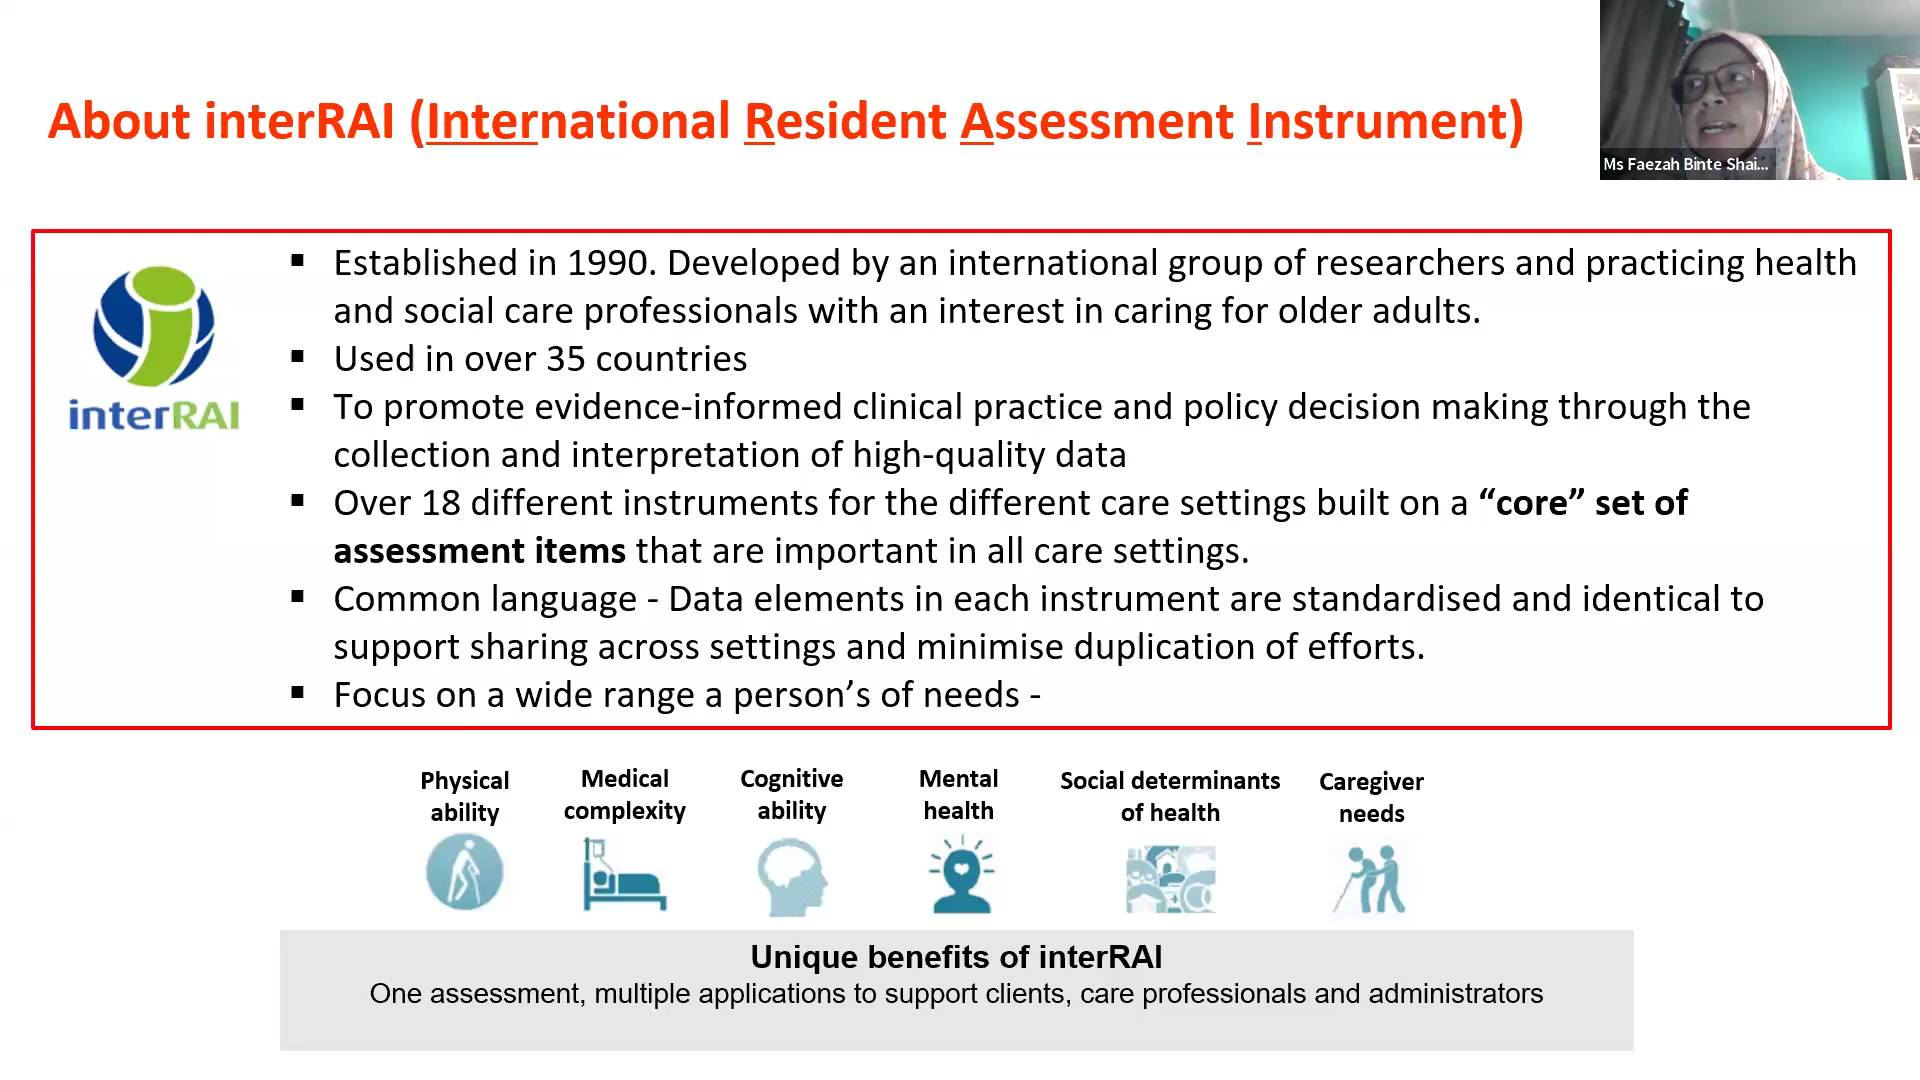 About interRAI (International Resident Assessment Instrument)
Ms Faezah Binte Shai...
interRAI
▪ Established in 1990. Developed by an international group of researchers and practicing health
and social care professionals with an interest in caring for older adults.
▪ Used in over 35 countries
▪ To promote evidence-informed clinical practice and policy decision making through the
collection and interpretation of high-quality data
▪ Over 18 different instruments for the different care settings built on a “core” set of
assessment items that are important in all care settings.
▪ Common language - Data elements in each instrument are standardised and identical to
support sharing across settings and minimise duplication of efforts.
▪ Focus on a wide range a person’s of needs -
Physical
ability
Medical
complexity
Cognitive
ability
Mental
health
Social determinants
of health
Caregiver
needs
Unique benefits of interRAI
One assessment, multiple applications to support clients, care professionals and administrators